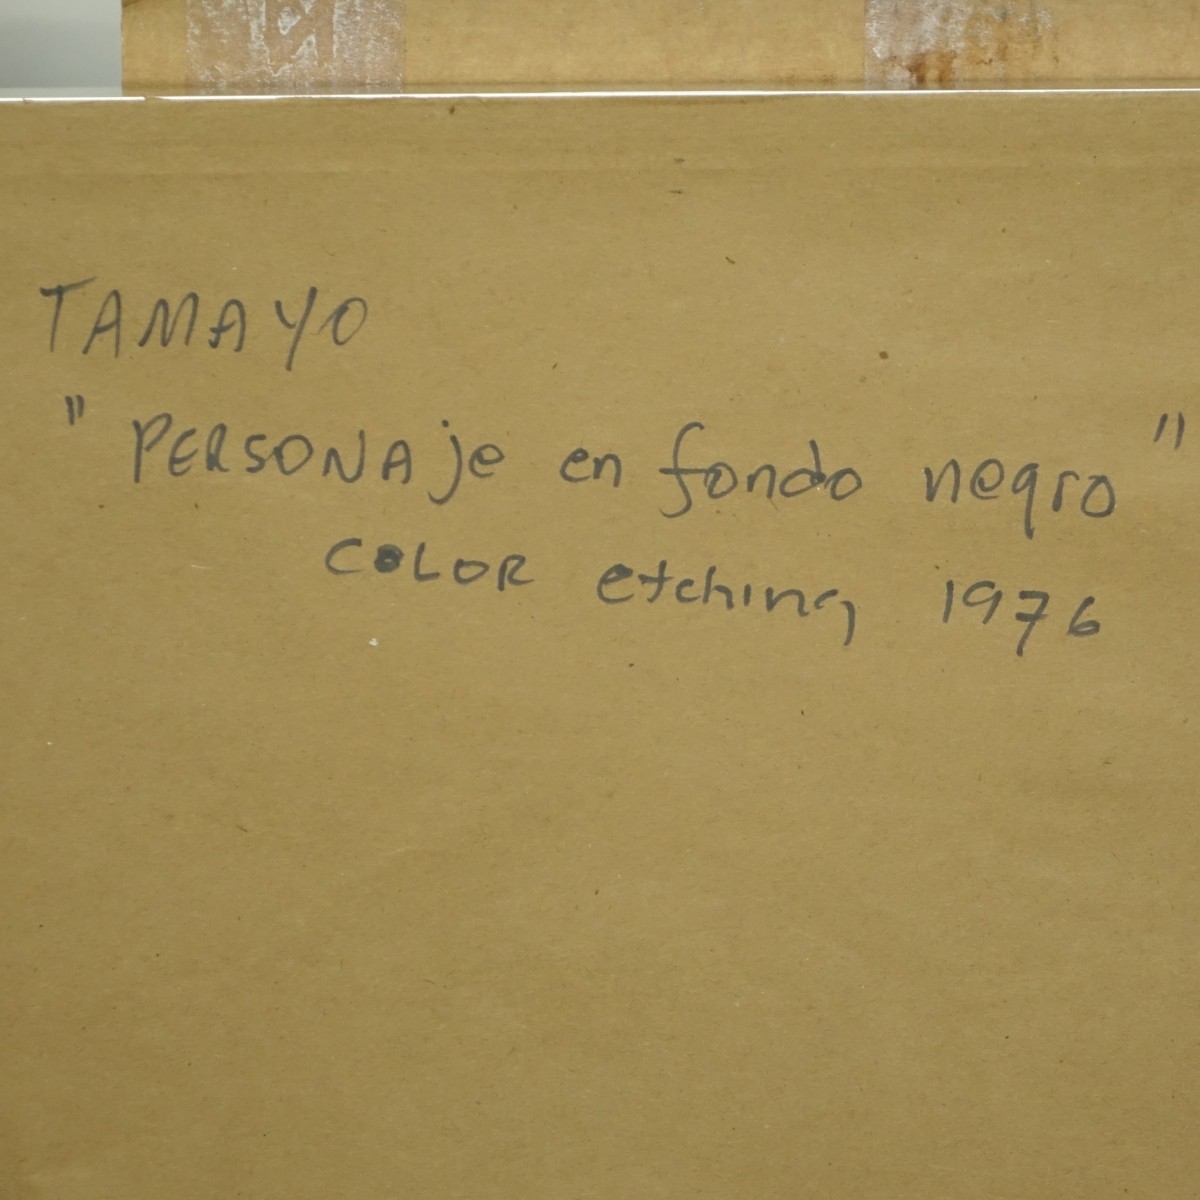 TAMAYO
" PERSONAje en fondo negro "
COLOR etching 1976